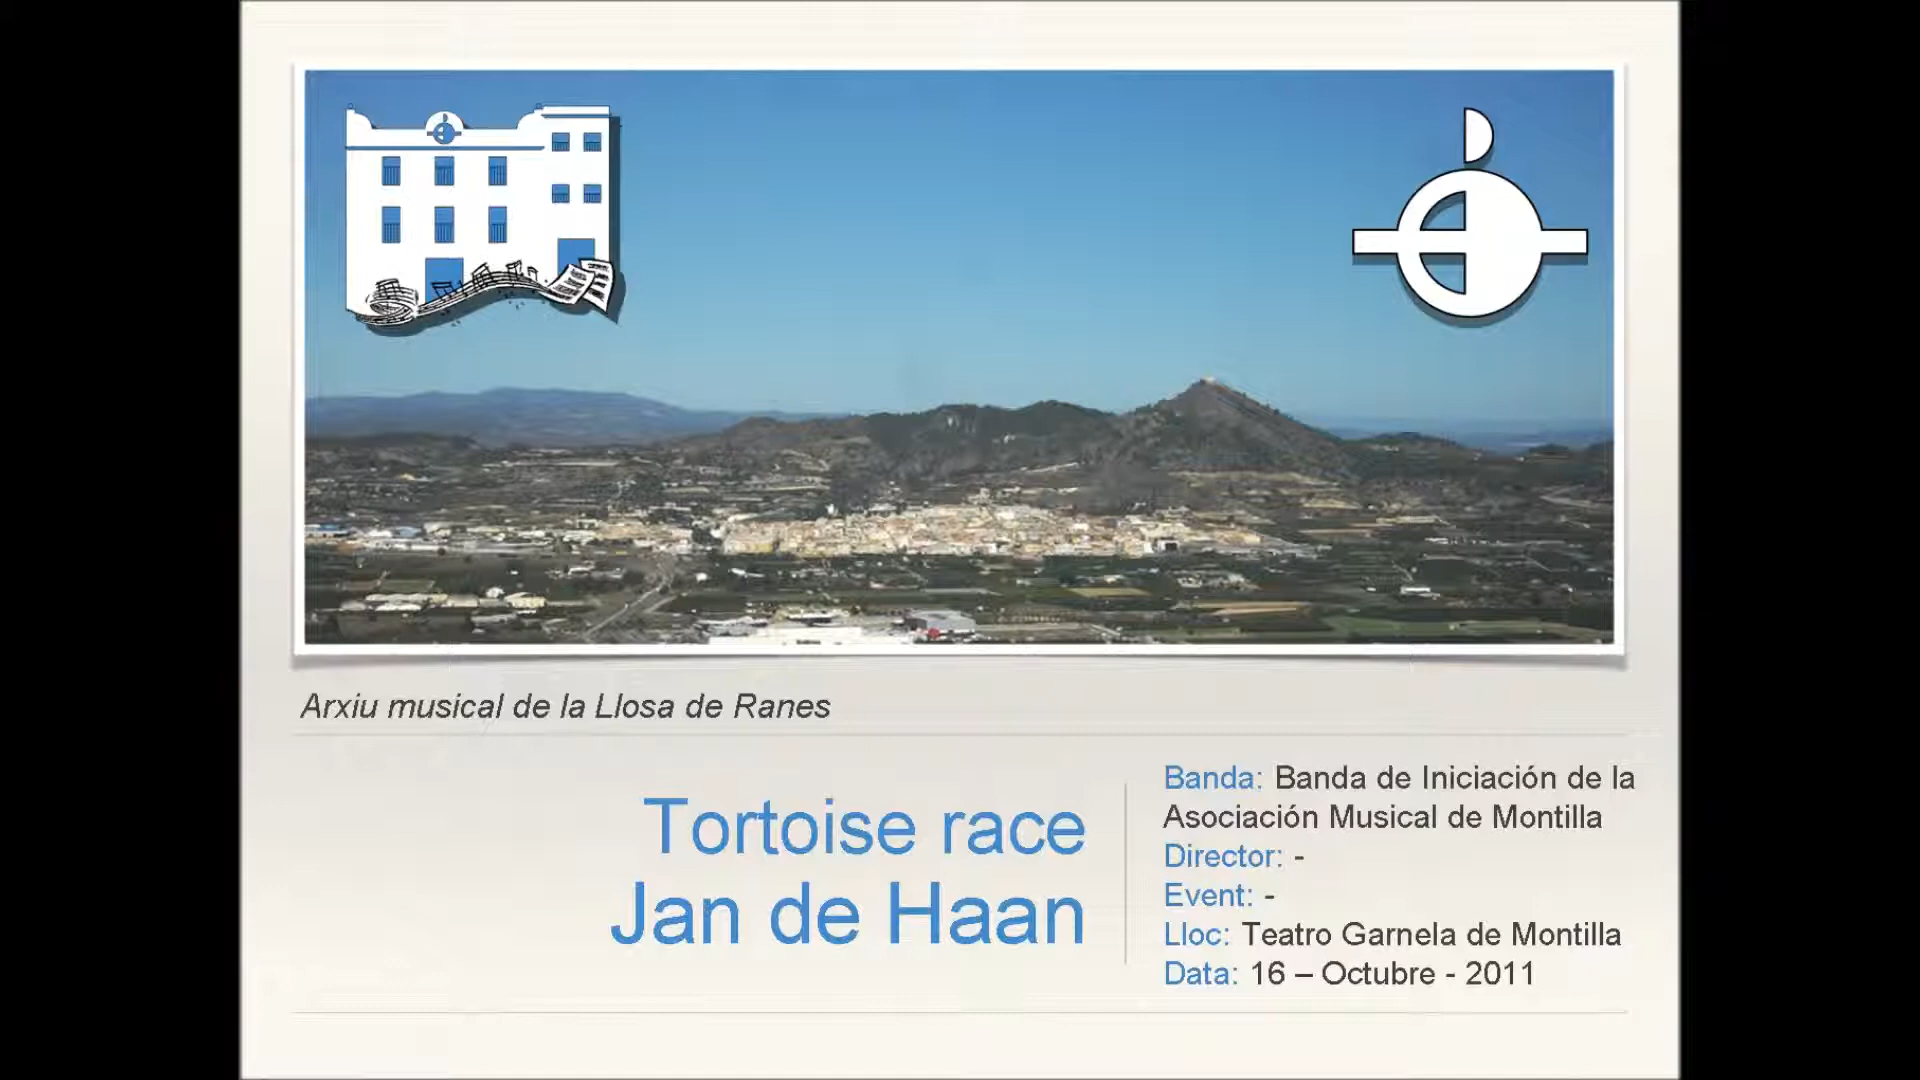 Arxiu musical de la Llosa de Ranes
Tortoise race
Jan de Haan
Banda: Banda de Iniciación de la
Asociación Musical de Montilla
Director: -
Event: -
Lloc: Teatro Garnela de Montilla
Data: 16 – Octubre - 2011